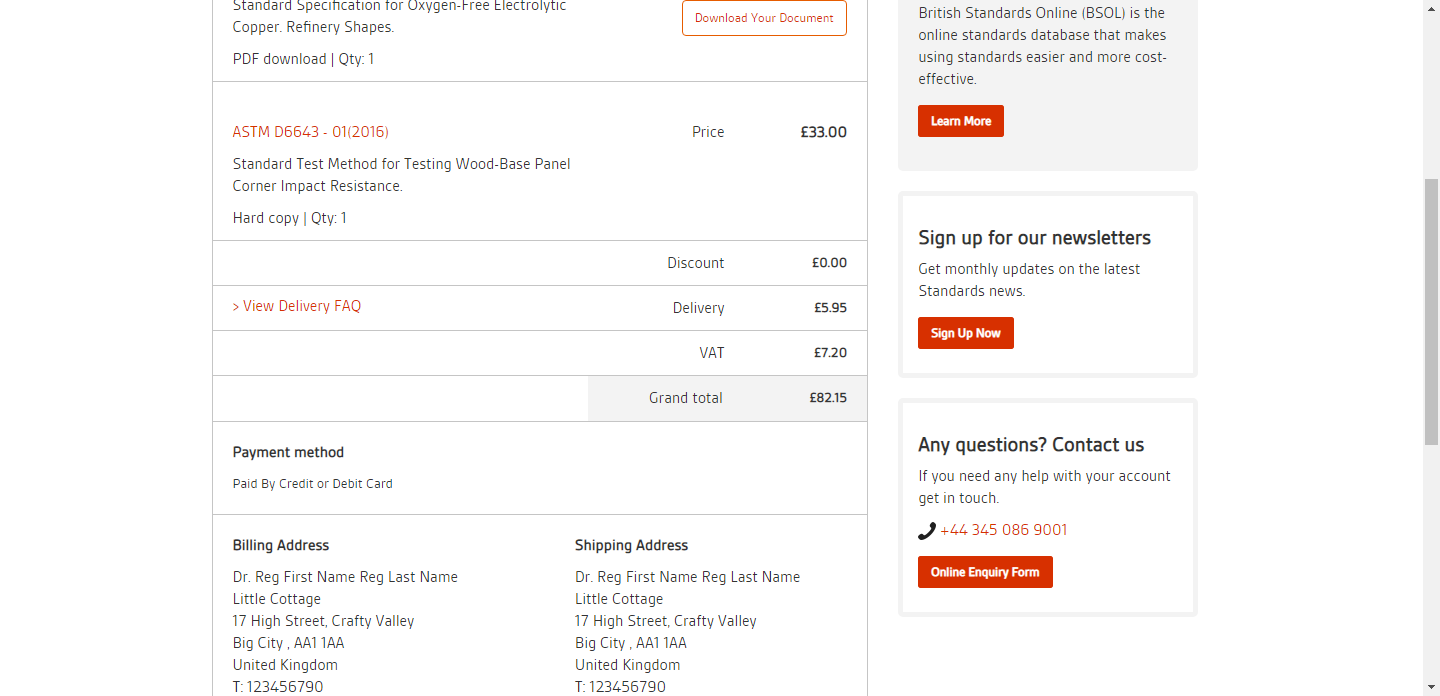 Standard Specification for Oxygen-Free Electrolytic
Copper. Refinery Shapes.
Download Your Document
PDF download | Qty: 1
ASTM D6643 - 01(2016)
Price
£33.00
Standard Test Method for Testing Wood-Base Panel
Corner Impact Resistance.
Hard copy | Qty: 1
Discount
£0.00
> View Delivery FAQ
Delivery
£5.95
VAT
£7.20
Grand total
£82.15
Payment method
Paid By Credit or Debit Card
Billing Address
Dr. Reg First Name Reg Last Name
Little Cottage
17 High Street, Crafty Valley
Big City , AA1 1AA
United Kingdom
T: 123456790
Shipping Address
Dr. Reg First Name Reg Last Name
Little Cottage
17 High Street, Crafty Valley
Big City , AA1 1AA
United Kingdom
T: 123456790
British Standards Online (BSOL) is the
online standards database that makes
using standards easier and more cost-
effective.
Learn More
Sign up for our newsletters
Get monthly updates on the latest
Standards news.
Sign Up Now
Any questions? Contact us
If you need any help with your account
get in touch.
+44 345 086 9001
Online Enquiry Form